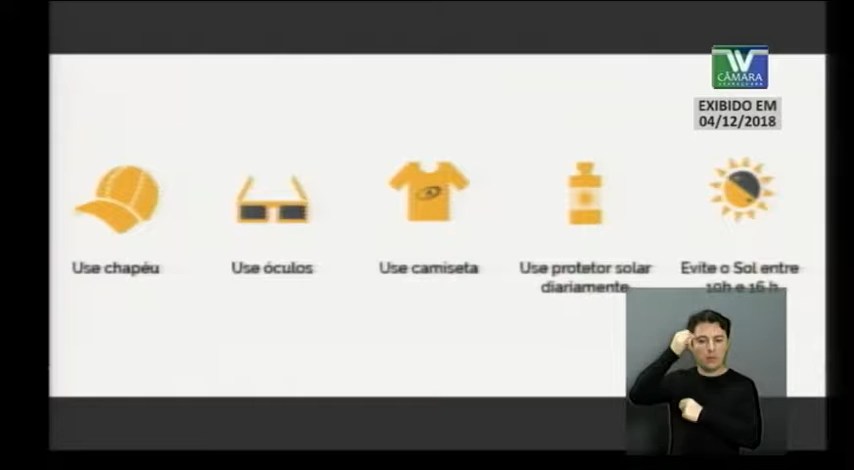 CÂMARA
EXIBIDO EM
04/12/2018
Use chapéu
Use óculos
Use camiseta
Use protetor solar
diariamente
Evite o Sol entre
10h e 16 h